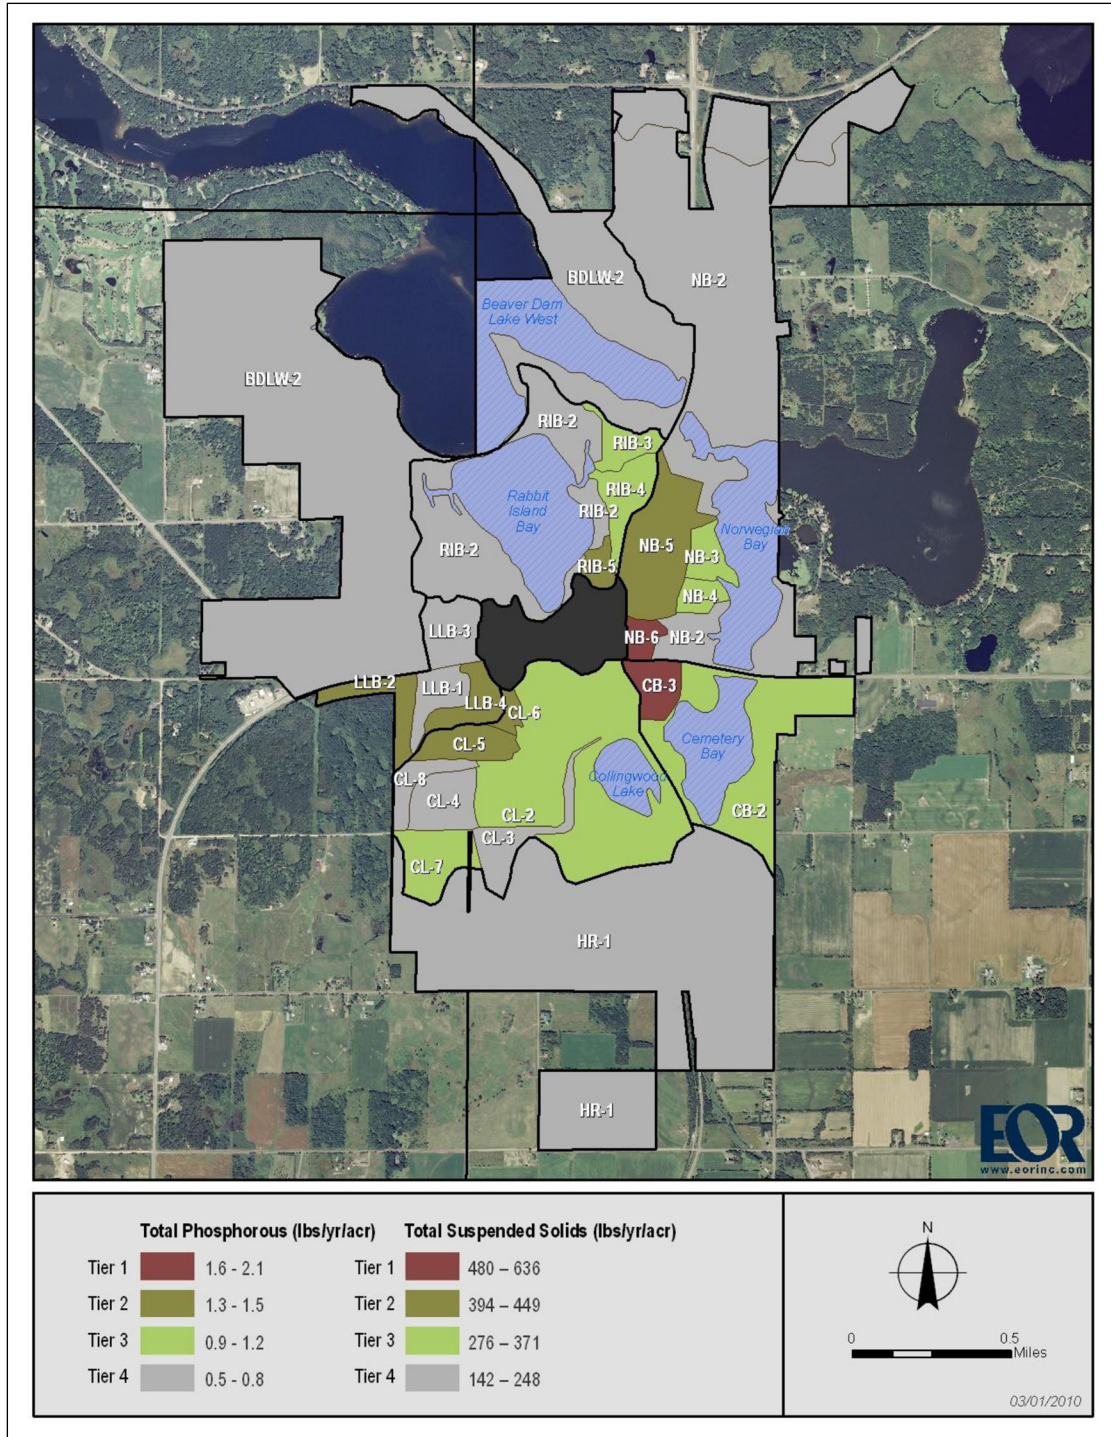 BDLW-2
NB-2
Beaver Dam
Lake West
BDLW-2
RIB-2
RIB-3
RIB-4
Rabbit
Island
Bay
RIB-2
Norwegian
Bay
NB-5
RIB-2
NB-3
RIB-5
NB-4
LLB-3
NB-6
NB-2
LLB-2
LLB-1
CB-3
LLB-4
CL-6
CL-5
Cemetery
Bay
CL-8
Collingwood
Lake
CL-4
CL-2
CB-2
CL-3
CL-7
HR-1
HR-1
EOR
www.eorinc.com
Total Phosphorous (lbs/yr/acr)
Tier 1 1.6 - 2.1
Tier 2 1.3 - 1.5
Tier 3 0.9 - 1.2
Tier 4 0.5 - 0.8
Total Suspended Solids (lbs/yr/acr)
Tier 1 480 – 636
Tier 2 394 – 449
Tier 3 276 – 371
Tier 4 142 – 248
N
0 0.5
Miles
03/01/2010